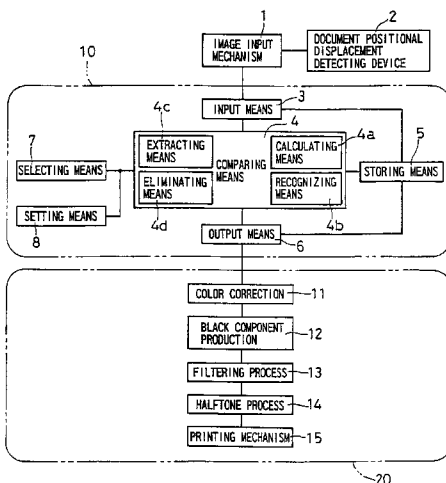 1
2
IMAGE INPUT
MECHANISM
DOCUMENT POSITIONAL
DISPLACEMENT
DETECTING DEVICE
10
3
INPUT MEANS
4c
4
EXTRACTING
MEANS
CALCULATING
MEANS
4a
5
7
COMPARING
MEANS
SELECTING MEANS
STORING MEANS
ELIMINATING
MEANS
RECOGNIZING
MEANS
SETTING MEANS
8
4d
4b
OUTPUT MEANS
6
COLOR CORRECTION
11
BLACK COMPONENT
PRODUCTION
12
FILTERING PROCESS
13
HALFTONE PROCESS
14
PRINTING MECHANISM
15
20